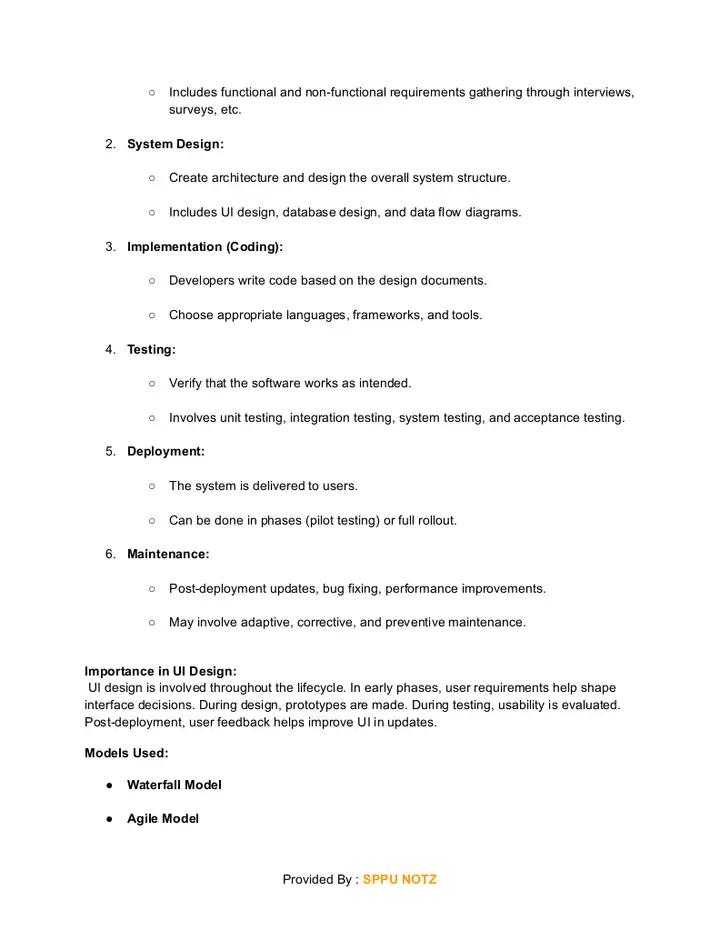 ○ Includes functional and non-functional requirements gathering through interviews,
surveys, etc.
2. System Design:
○ Create architecture and design the overall system structure.
○ Includes UI design, database design, and data flow diagrams.
3. Implementation (Coding):
○ Developers write code based on the design documents.
○ Choose appropriate languages, frameworks, and tools.
4. Testing:
○ Verify that the software works as intended.
○ Involves unit testing, integration testing, system testing, and acceptance testing.
5. Deployment:
○ The system is delivered to users.
○ Can be done in phases (pilot testing) or full rollout.
6. Maintenance:
○ Post-deployment updates, bug fixing, performance improvements.
○ May involve adaptive, corrective, and preventive maintenance.
Importance in UI Design:
UI design is involved throughout the lifecycle. In early phases, user requirements help shape
interface decisions. During design, prototypes are made. During testing, usability is evaluated.
Post-deployment, user feedback helps improve UI in updates.
Models Used:
● Waterfall Model
● Agile Model
Provided By : SPPU NOTZ